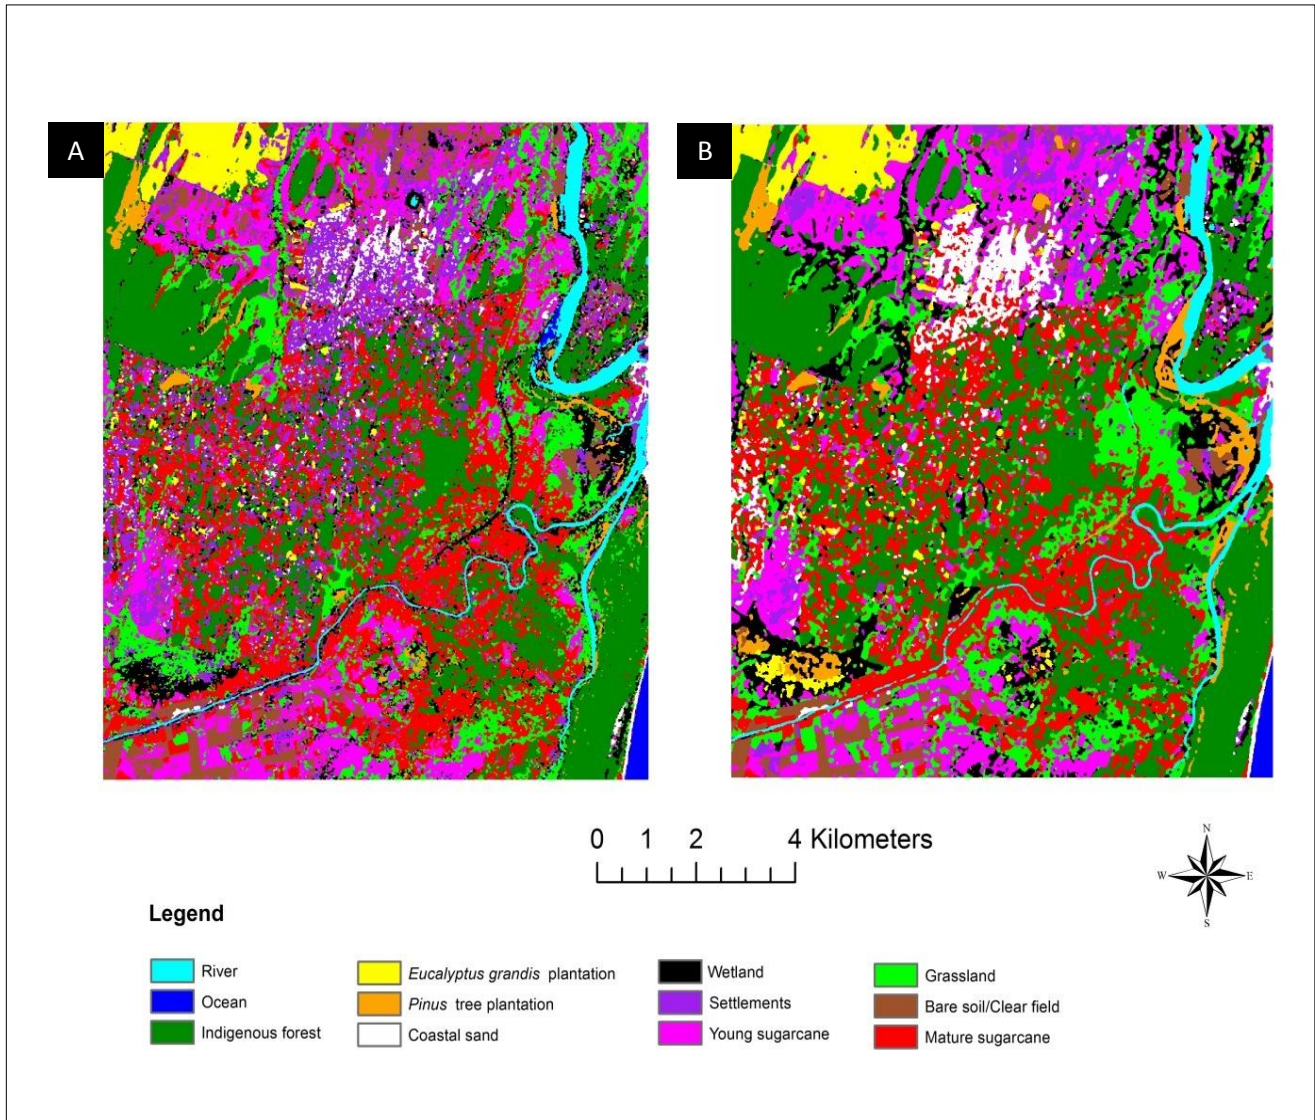 A
B
0 1 2 4 Kilometers
N
W E
S
Legend
River
Ocean
Indigenous forest
Eucalyptus grandis plantation
Pinus tree plantation
Coastal sand
Wetland
Settlements
Young sugarcane
Grassland
Bare soil/Clear field
Mature sugarcane